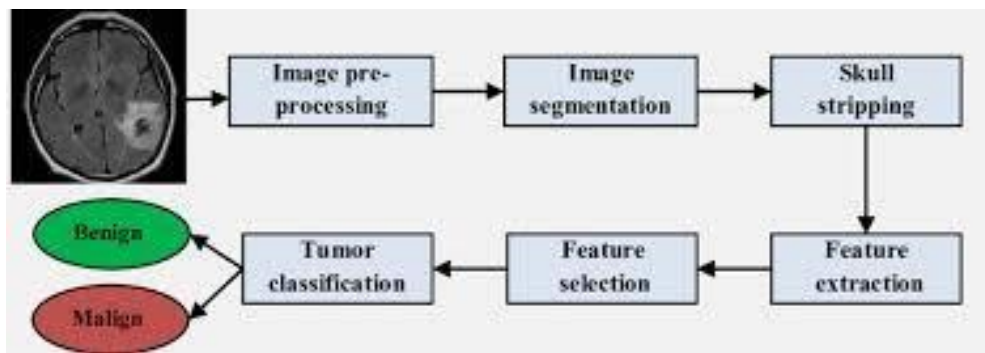 Image pre-
processing
Image
segmentation
Skull
stripping
Feature
extraction
Feature
selection
Tumor
classification
Benign
Malign